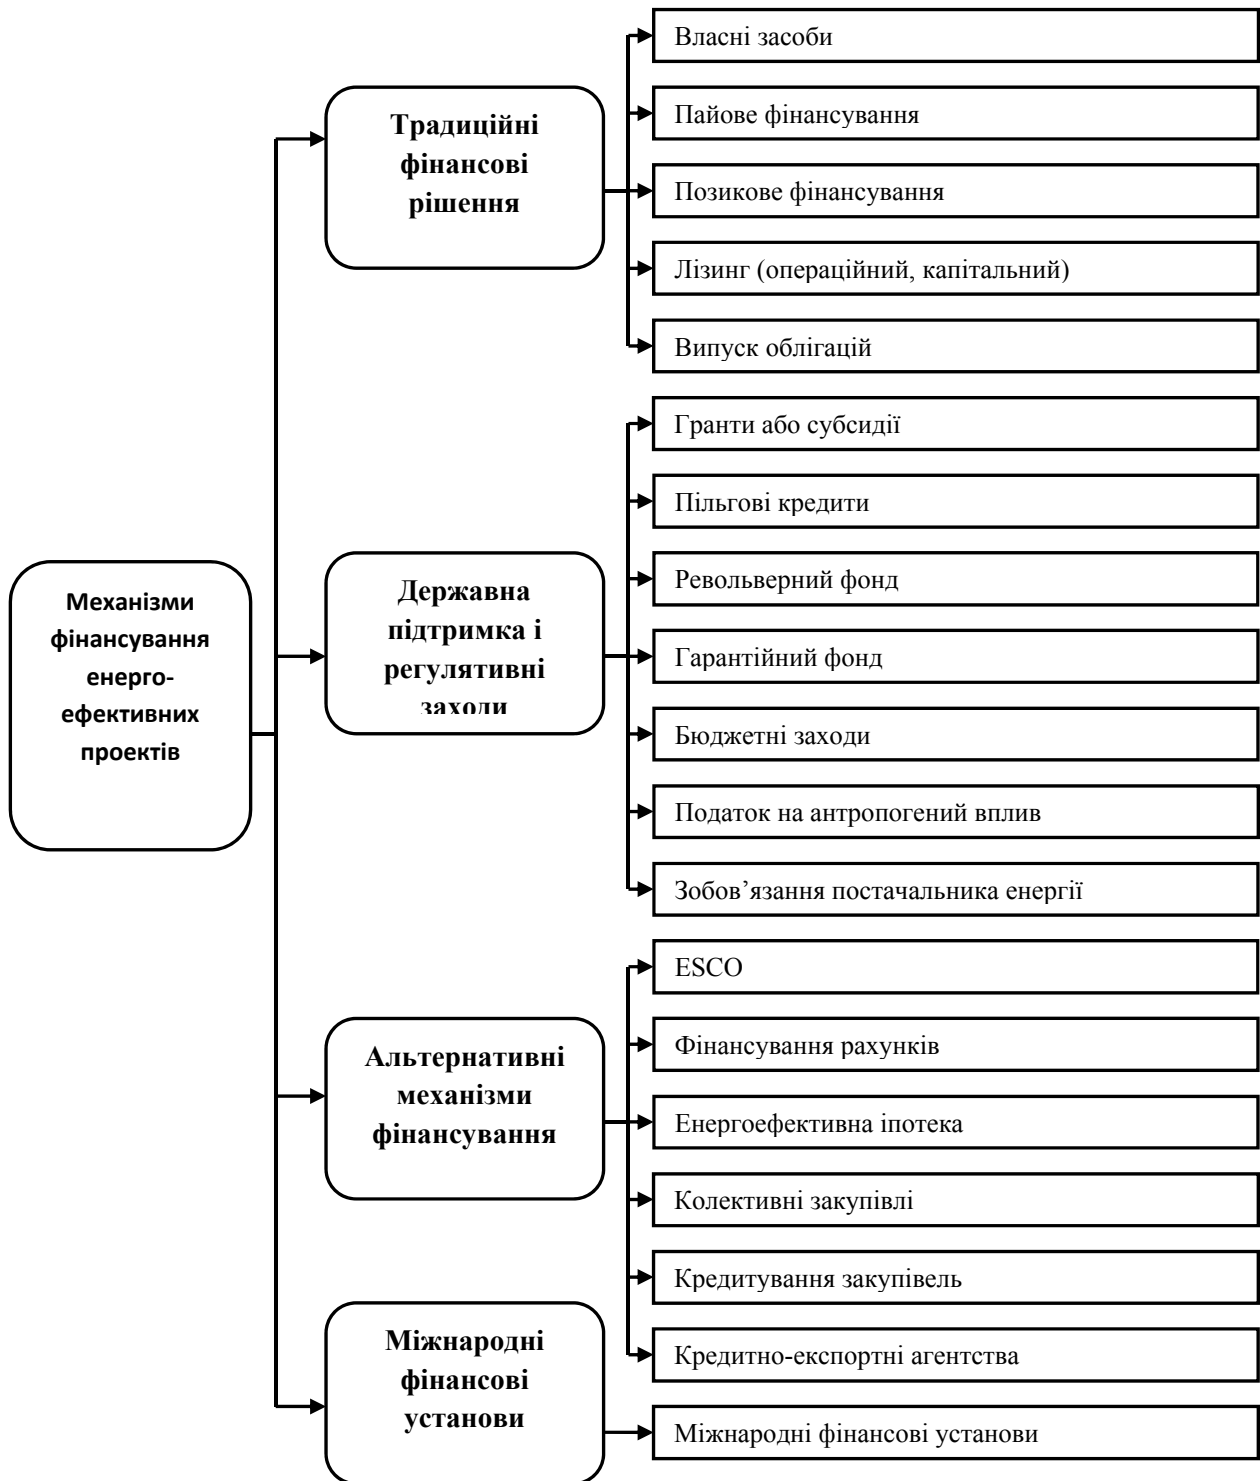 Механізми
фінансування
енерго-
ефективних
проектів
Традиційні
фінансові
рішення
Власні засоби
Пайове фінансування
Позикове фінансування
Лізинг (операційний, капітальний)
Випуск облігацій
Державна
підтримка і
регулятивні
заходи
Гранти або субсидії
Пільгові кредити
Револьверний фонд
Гарантійний фонд
Бюджетні заходи
Податок на антропогений вплив
Зобов’язання постачальника енергії
Альтернативні
механізми
фінансування
ESCO
Фінансування рахунків
Енергоефективна іпотека
Колективні закупівлі
Кредитування закупівель
Кредитно-експортні агентства
Міжнародні
фінансові
установи
Міжнародні фінансові установи